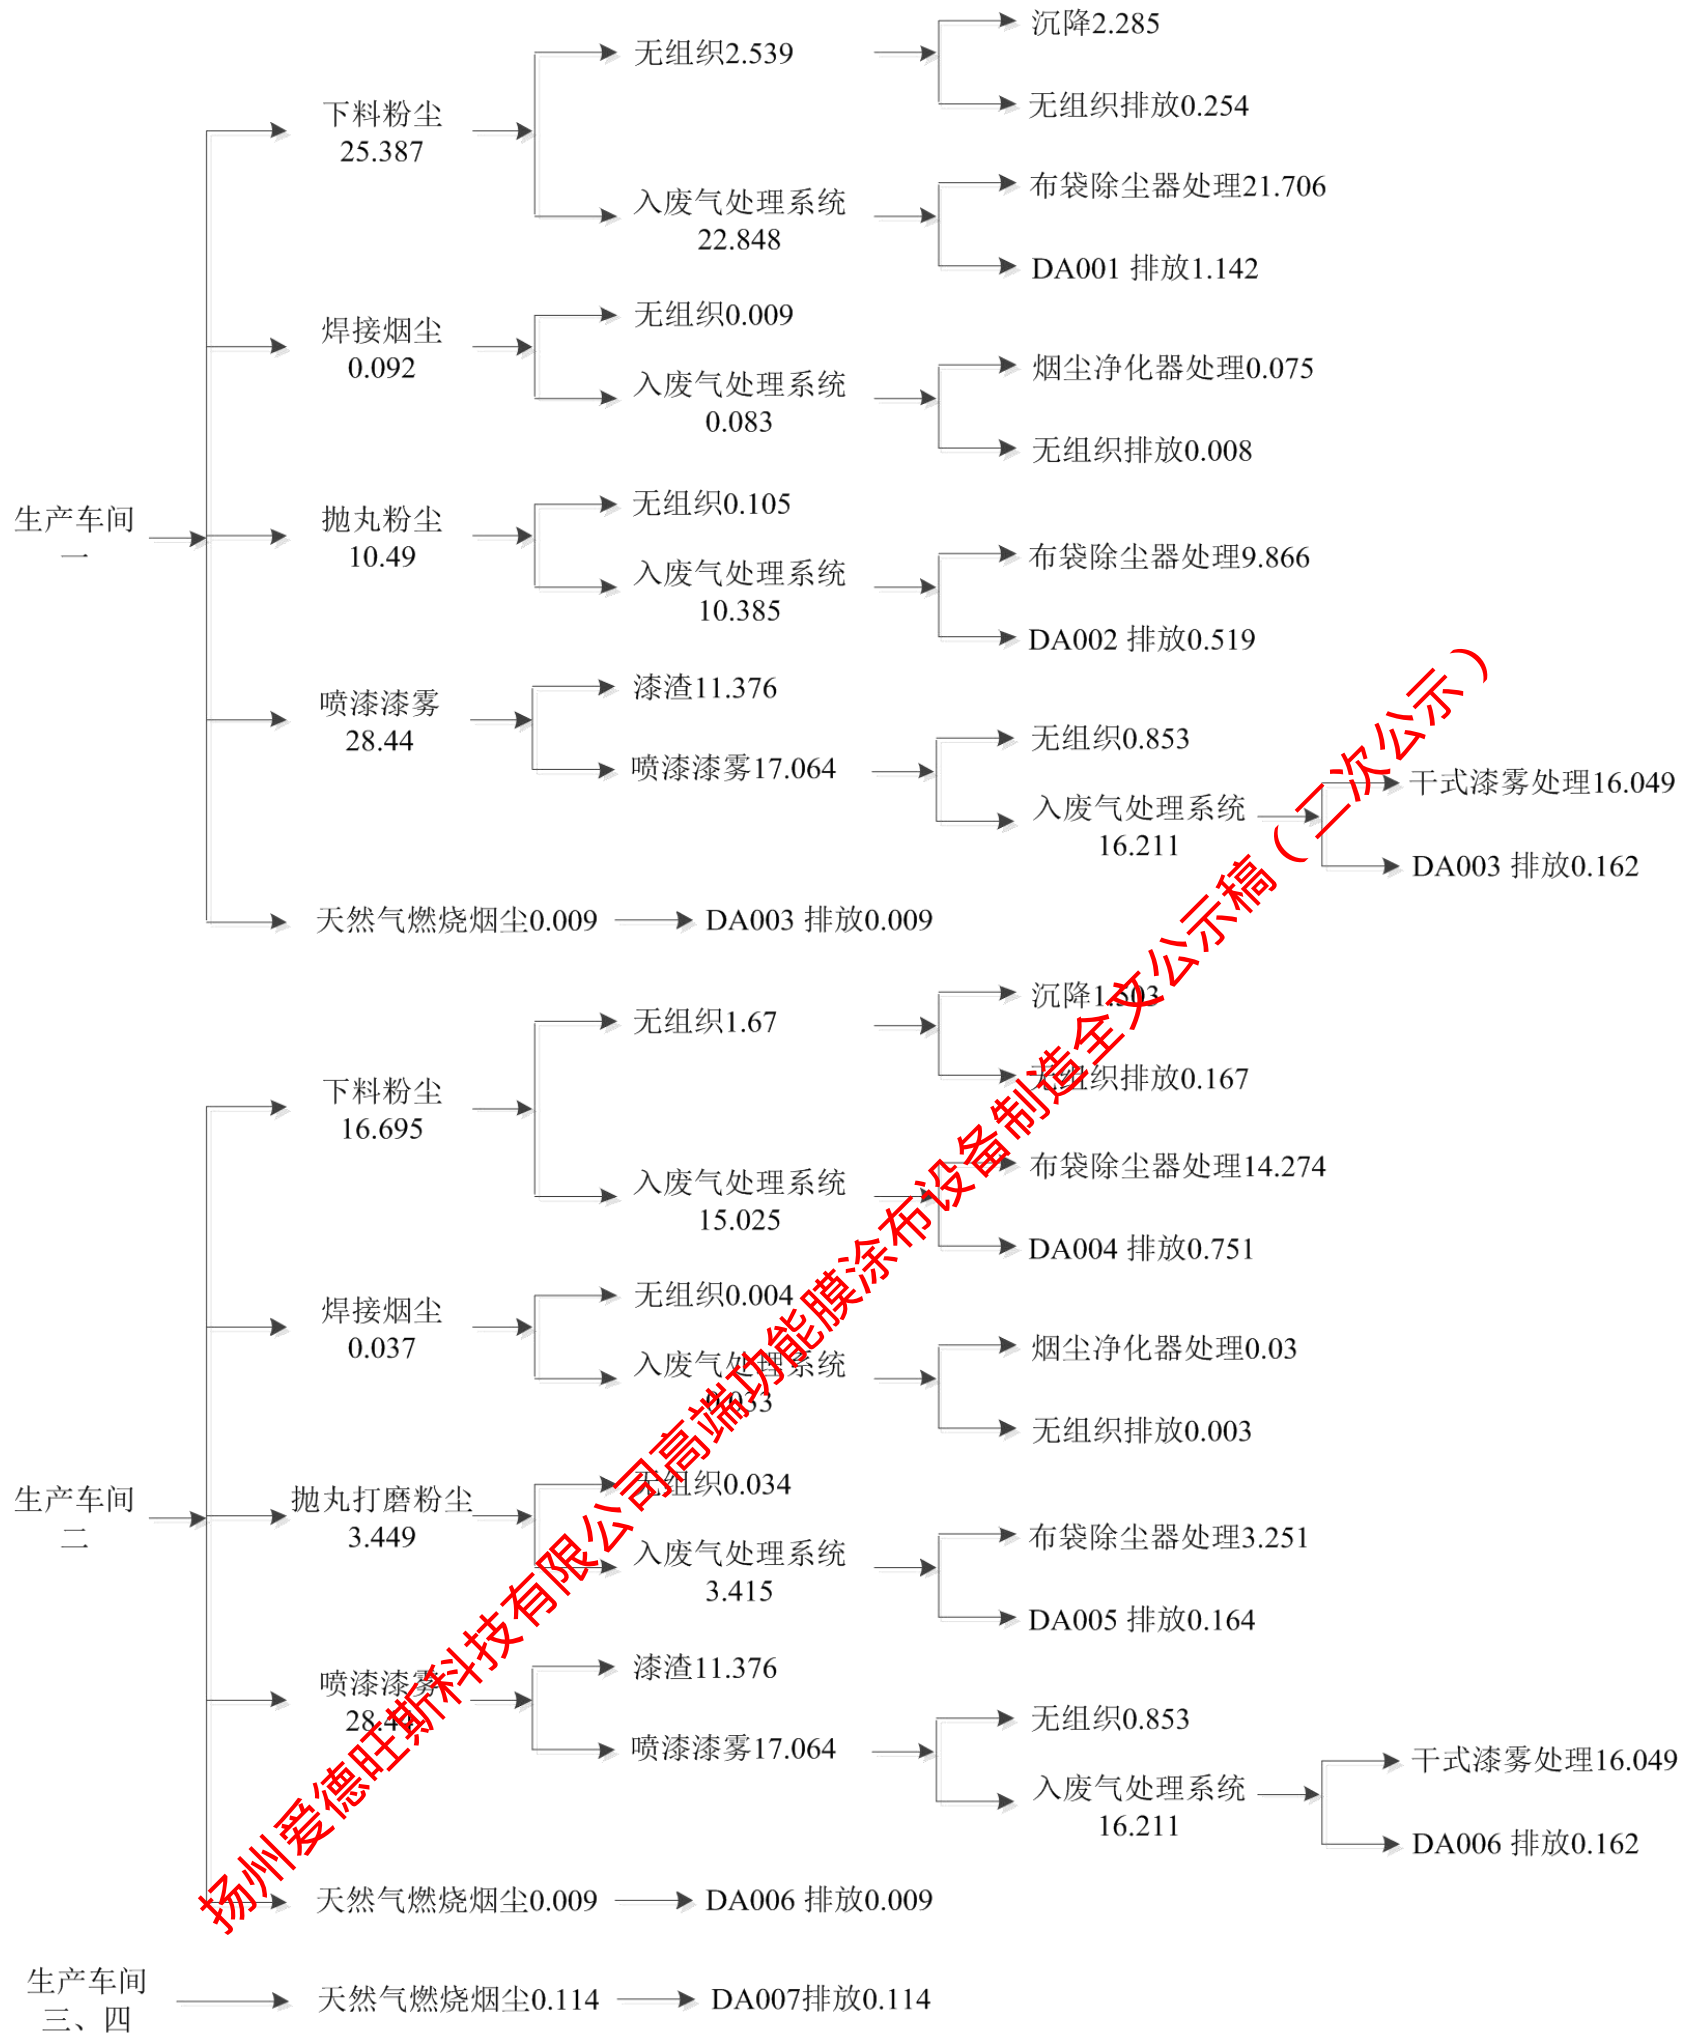 沉降2.285
无组织2.539
无组织排放0.254
下料粉尘
25.387
布袋除尘器处理21.706
入废气处理系统
22.848
DA001 排放1.142
无组织0.009
焊接烟尘
0.092
烟尘净化器处理0.075
入废气处理系统
0.083
无组织排放0.008
生产车间
一
无组织0.105
抛丸粉尘
10.49
布袋除尘器处理9.866
入废气处理系统
10.385
DA002 排放0.519
漆渣11.376
喷漆漆雾
28.44
无组织0.853
喷漆漆雾17.064
干式漆雾处理16.049
入废气处理系统
16.211
DA003 排放0.162
天然气燃烧烟尘0.009
DA003 排放0.009
沉降1.503
无组织1.67
无组织排放0.167
下料粉尘
16.695
布袋除尘器处理14.274
入废气处理系统
15.025
DA004 排放0.751
无组织0.004
焊接烟尘
0.037
烟尘净化器处理0.03
入废气处理系统
0.033
无组织排放0.003
生产车间
二
无组织0.034
抛丸打磨粉尘
3.449
布袋除尘器处理3.251
入废气处理系统
3.415
DA005 排放0.164
漆渣11.376
喷漆漆雾
28.44
无组织0.853
喷漆漆雾17.064
干式漆雾处理16.049
入废气处理系统
16.211
DA006 排放0.162
天然气燃烧烟尘0.009
DA006 排放0.009
生产车间
三、四
天然气燃烧烟尘0.114
DA007排放0.114
扬州爱德旺斯科技有限公司高端功能膜涂布设备制造全文公示稿（二次公示）